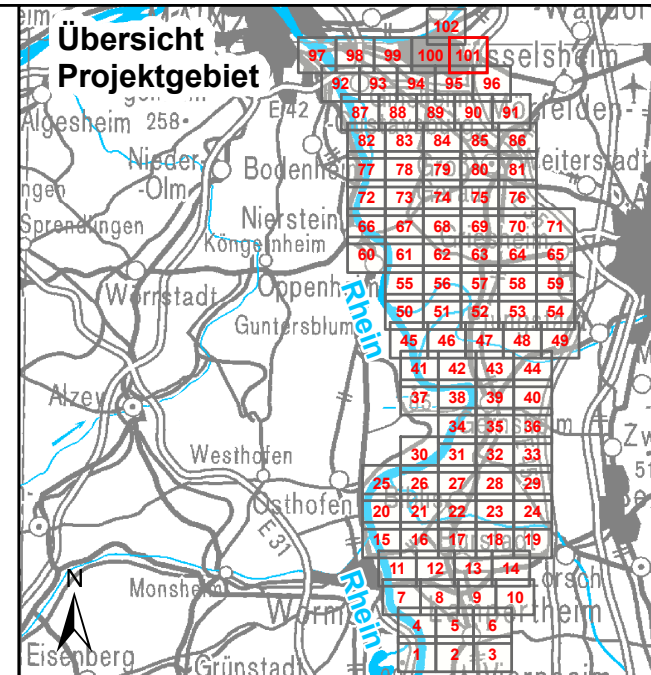 Übersicht
Projektgebiet
102
97 98 99 100 101
sselsheim
92 93 94 95 96
E 42
87 88 89 90 91
Algesheim 258
82 83 84 85 86
Nieder-
-Olm
Bodenheim
77 78 79 80 81
eiterstadt
72 73 74 75 76
Sprendlingen
Nierstein
Köngernheim
66 67 68 69 70 71
60 61 62 63 64 65
Wörrstadt
Oppenheim
Rhein
55 56 57 58 59
50 51 52 53 54
Guntersblum
45 46 47 48 49
41 42 43 44
Alzey
37 38 39 40
34 35 36
Westhofen
30 31 32 33
25 26 27 28 29
Osthofen
20 21 22 23 24
E 31
15 16 17 18 19
11 12 13 14
Lorsch
N
Monsheim
Rhein
Worms
7 8 9 10
4 5 6
Eisenberg
Grünstadt
1 2 3